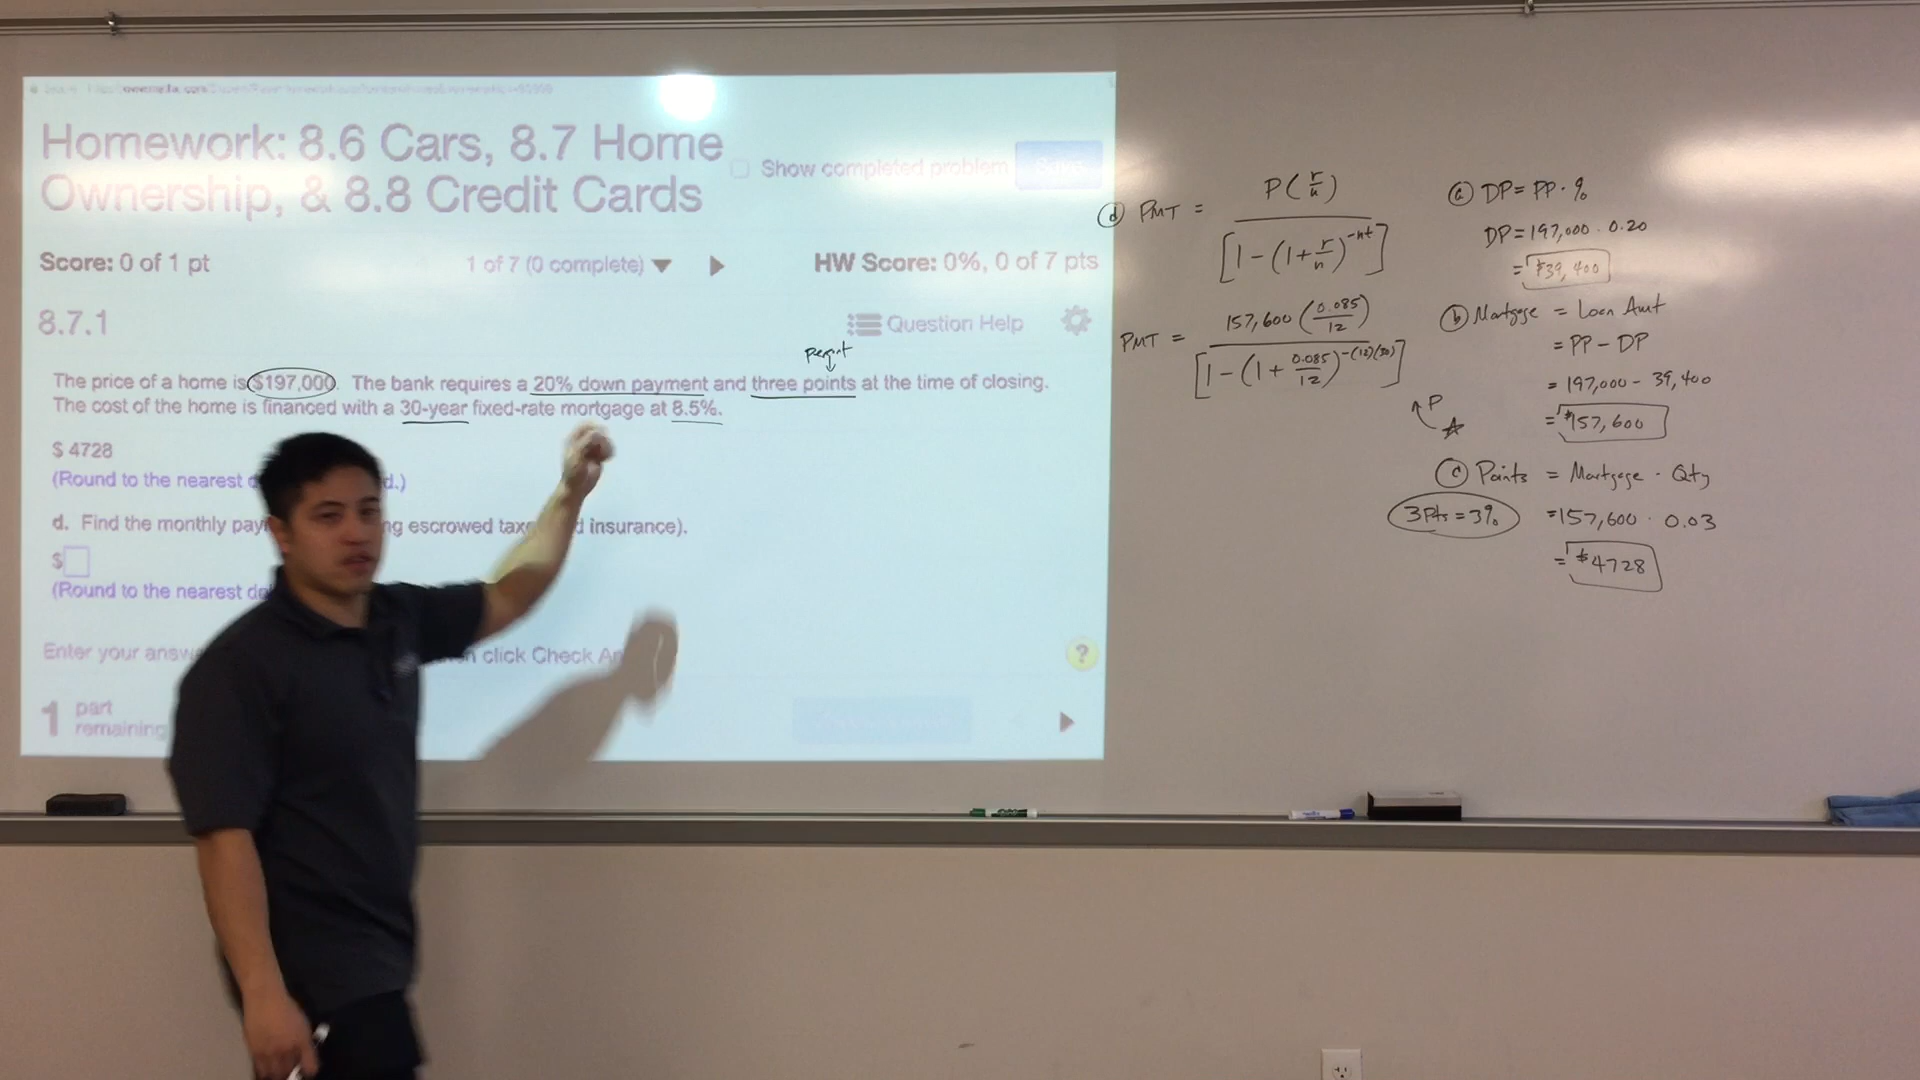 Homework: 8.6 Cars, 8.7 Home
Ownership, & 8.8 Credit Cards
Show completed problem
Score: 0 of 1 pt
1 of 7 (0 complete)
HW Score: 0%, 0 of 7 pts
8.7.1
Question Help
percent
The price of a home is $197,000. The bank requires a 20% down payment and three points at the time of closing.
The cost of the home is financed with a 30-year fixed-rate mortgage at 8.5%.
$ 4728
(Round to the nearest d.)
d. Find the monthly payment escrowed taxes insurance).
$
(Round to the nearest
Enter your click Check
?
1 part
remaining
(d) PMT = P(r/n) / [1-(1+r/n)^-nt]
PMT = 157,600(0.085/12) / [1-(1+0.085/12)^-(12)(30)]
P
(a) DP = PP · %
DP = 197,000 · 0.20
= $39,400
(b) Mortgage = Loan Amt
= PP - DP
= 197,000 - 39,400
= $157,600
(c) Points = Mortgage · Qty
3Pts = 3%
= 157,600 · 0.03
= $4728